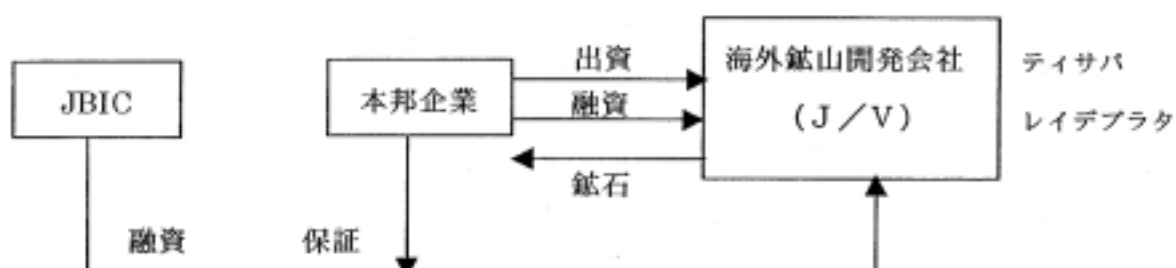 出資
海外鉱山開発会社
ティサパ
JBIC
本邦企業
融資
(J/V)
レイデプラタ
鉱石
融資
保証